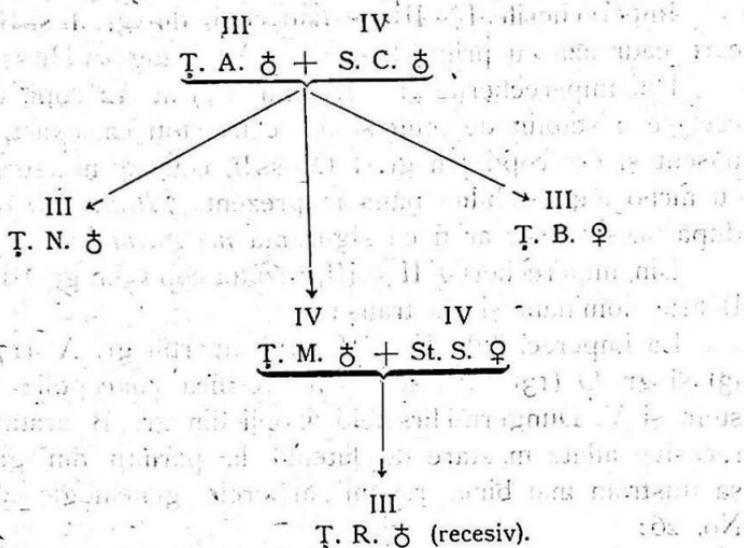 III IV
Ț. A. ♁ + S. C. ♁
III III
Ț. N. ♁ Ț. B. ♀
IV IV
Ț. M. ♁ + St. S. ♀
III
Ț. R. ♁ (recesiv).